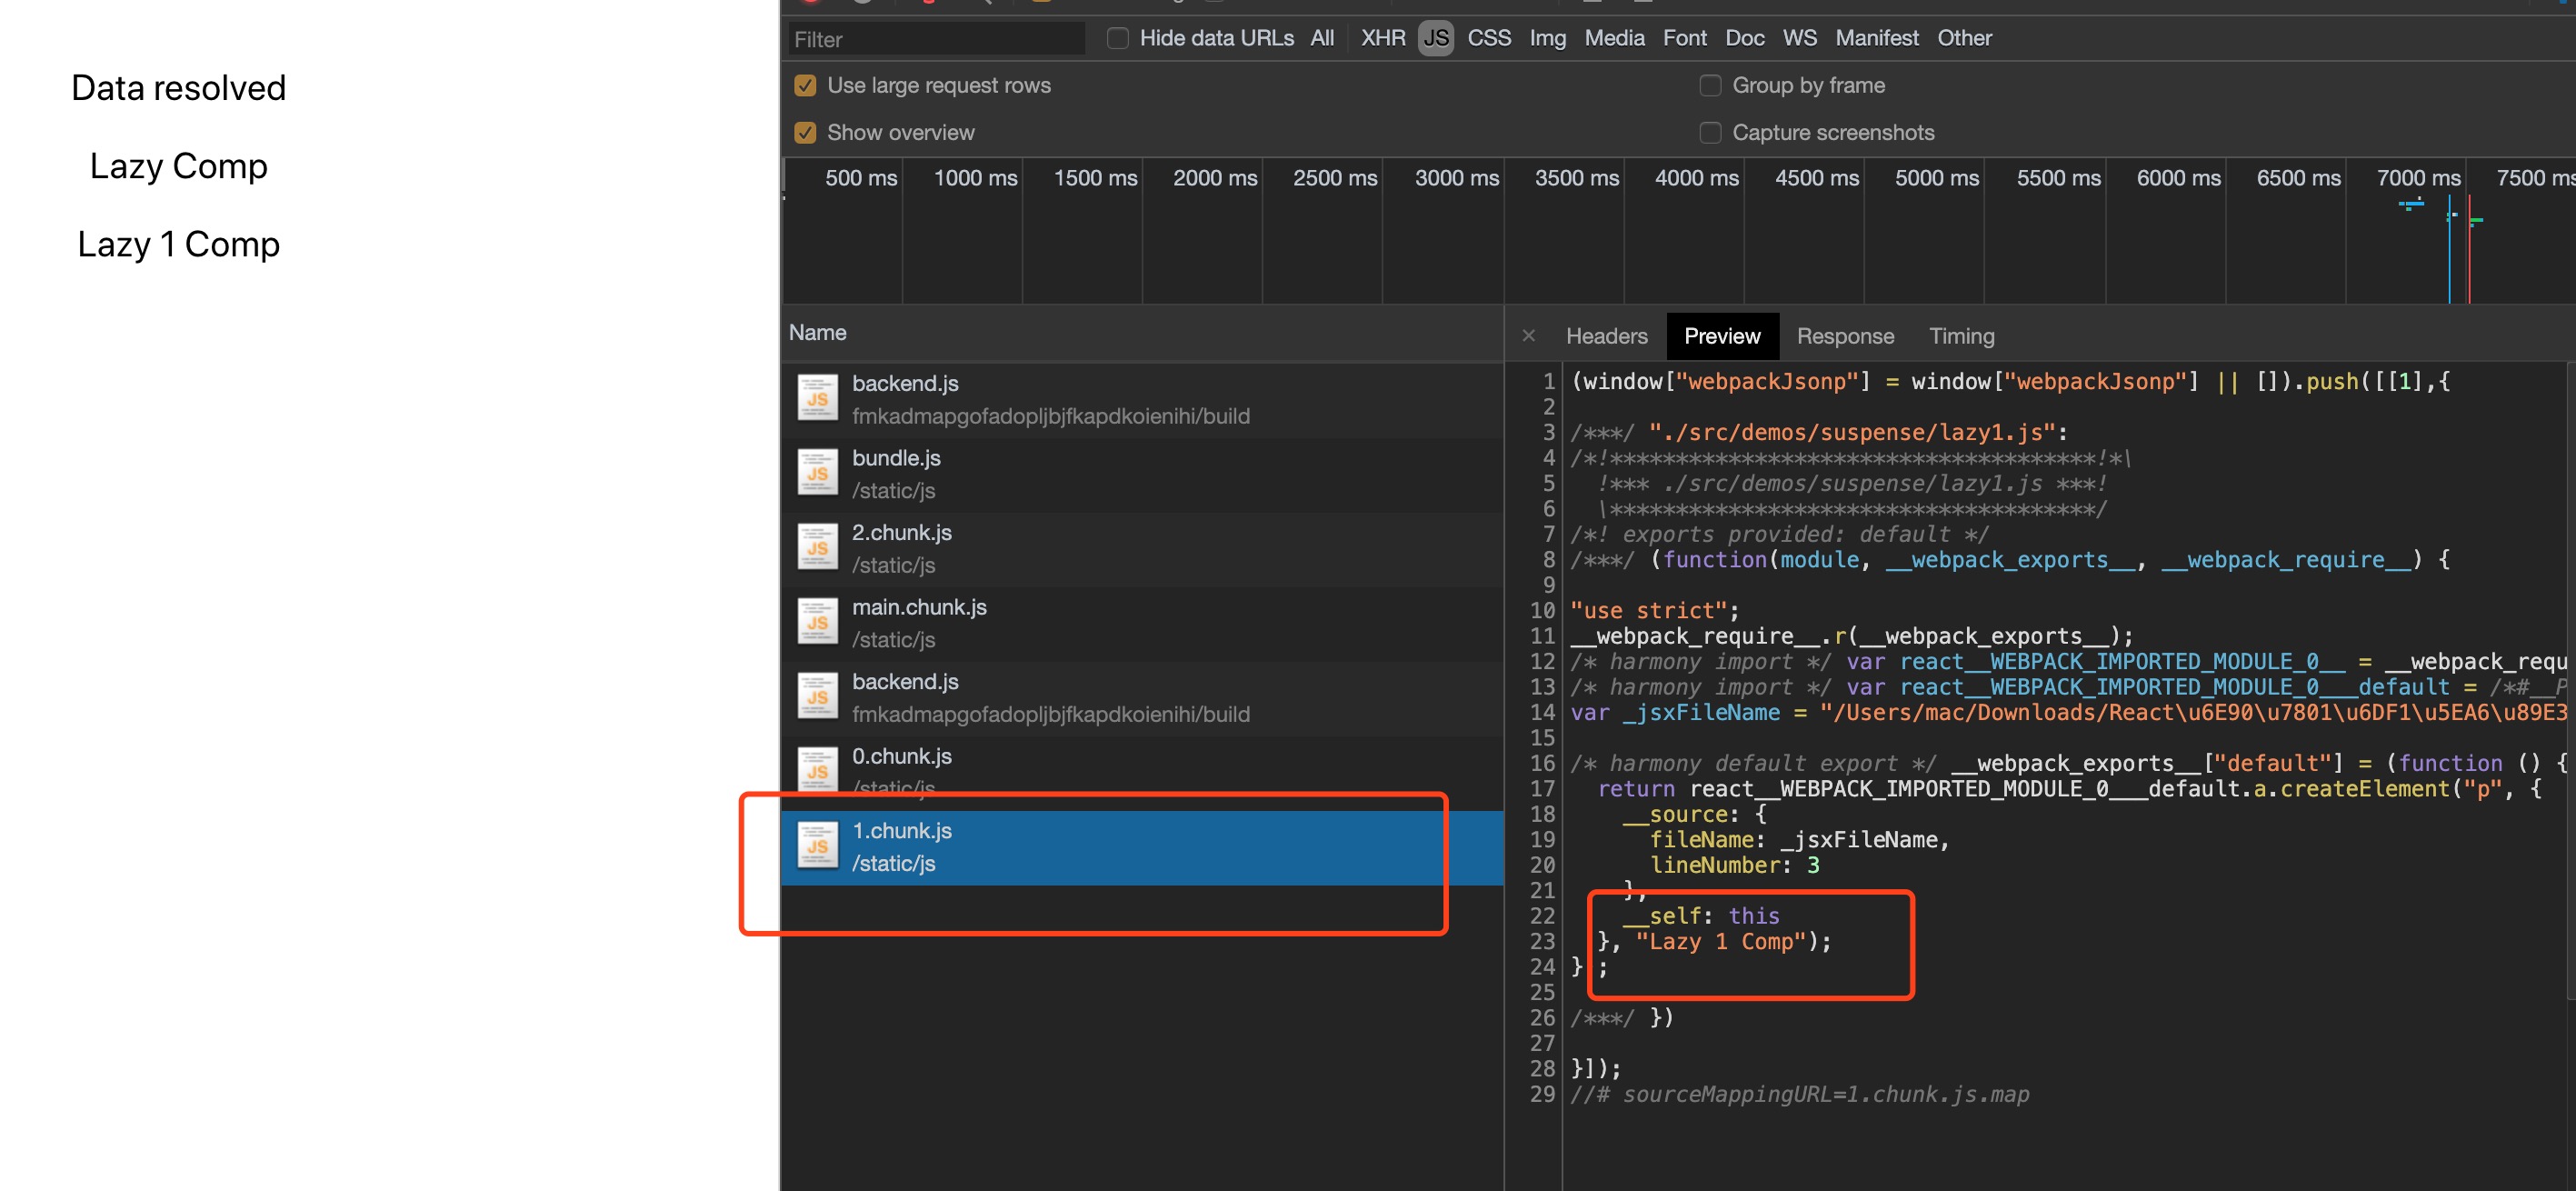 Data resolved
Lazy Comp
Lazy 1 Comp
Filter
Hide data URLs All XHR JS CSS Img Media Font Doc WS Manifest Other
Use large request rows
Group by frame
Show overview
Capture screenshots
500 ms 1000 ms 1500 ms 2000 ms 2500 ms 3000 ms 3500 ms 4000 ms 4500 ms 5000 ms 5500 ms 6000 ms 6500 ms 7000 ms 7500 ms
Name
backend.js
fmkadmapgofadopljbjfkapdkoienihi/build
bundle.js
/static/js
2.chunk.js
/static/js
main.chunk.js
/static/js
backend.js
fmkadmapgofadopljbjfkapdkoienihi/build
0.chunk.js
/static/js
1.chunk.js
/static/js
× Headers Preview Response Timing
1 (window["webpackJsonp"] = window["webpackJsonp"] || []).push([[1],{
2
3 /***/ "./src/demos/suspense/lazy1.js":
4 /*!*************************************!*\
5   !*** ./src/demos/suspense/lazy1.js ***!
6   \*************************************/
7 /*! exports provided: default */
8 /***/ (function(module, __webpack_exports__, __webpack_require__) {
9
10 "use strict";
11 __webpack_require__.r(__webpack_exports__);
12 /* harmony import */ var react__WEBPACK_IMPORTED_MODULE_0__ = __webpack_requ
13 /* harmony import */ var react__WEBPACK_IMPORTED_MODULE_0___default = /*#__P
14 var _jsxFileName = "/Users/mac/Downloads/React\u6E90\u7801\u6DF1\u5EA6\u89E3
15
16 /* harmony default export */ __webpack_exports__["default"] = (function () {
17   return react__WEBPACK_IMPORTED_MODULE_0___default.a.createElement("p", {
18     __source: {
19       fileName: _jsxFileName,
20       lineNumber: 3
21     },
22     __self: this
23   }, "Lazy 1 Comp");
24 } ;
25
26 /***/ })
27
28 }]);
29 //# sourceMappingURL=1.chunk.js.map